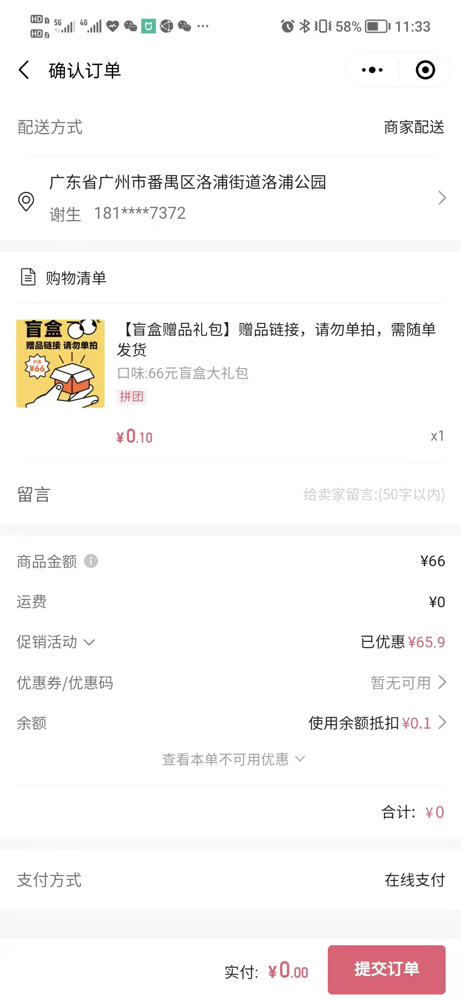 HD 1 5G 4G 58% 11:33
HD 2
确认订单
配送方式 商家配送
广东省广州市番禺区洛浦街道洛浦公园
谢生 181****7372
购物清单
盲盒
赠品链接 请勿单拍
价值
¥66
【盲盒赠品礼包】赠品链接，请勿单拍，需随单
发货
口味:66元盲盒大礼包
拼团
¥0.10 x1
留言 给卖家留言:(50字以内)
商品金额 ¥66
运费 ¥0
促销活动 已优惠 ¥65.9
优惠券/优惠码 暂无可用
余额 使用余额抵扣 ¥0.1
查看本单不可用优惠
合计: ¥0
支付方式 在线支付
实付: ¥0.00 提交订单